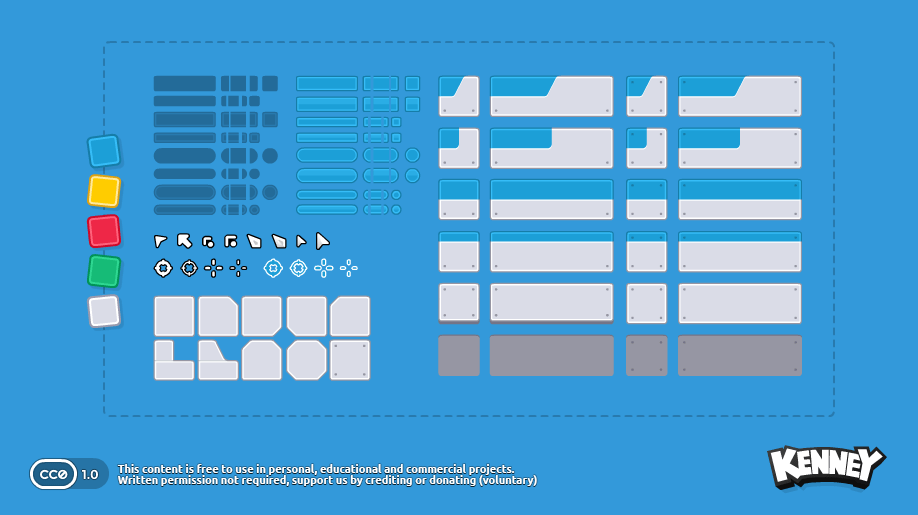 CC0 1.0
This content is free to use in personal, educational and commercial projects.
Written permission not required, support us by crediting or donating (voluntary)
KENNEY